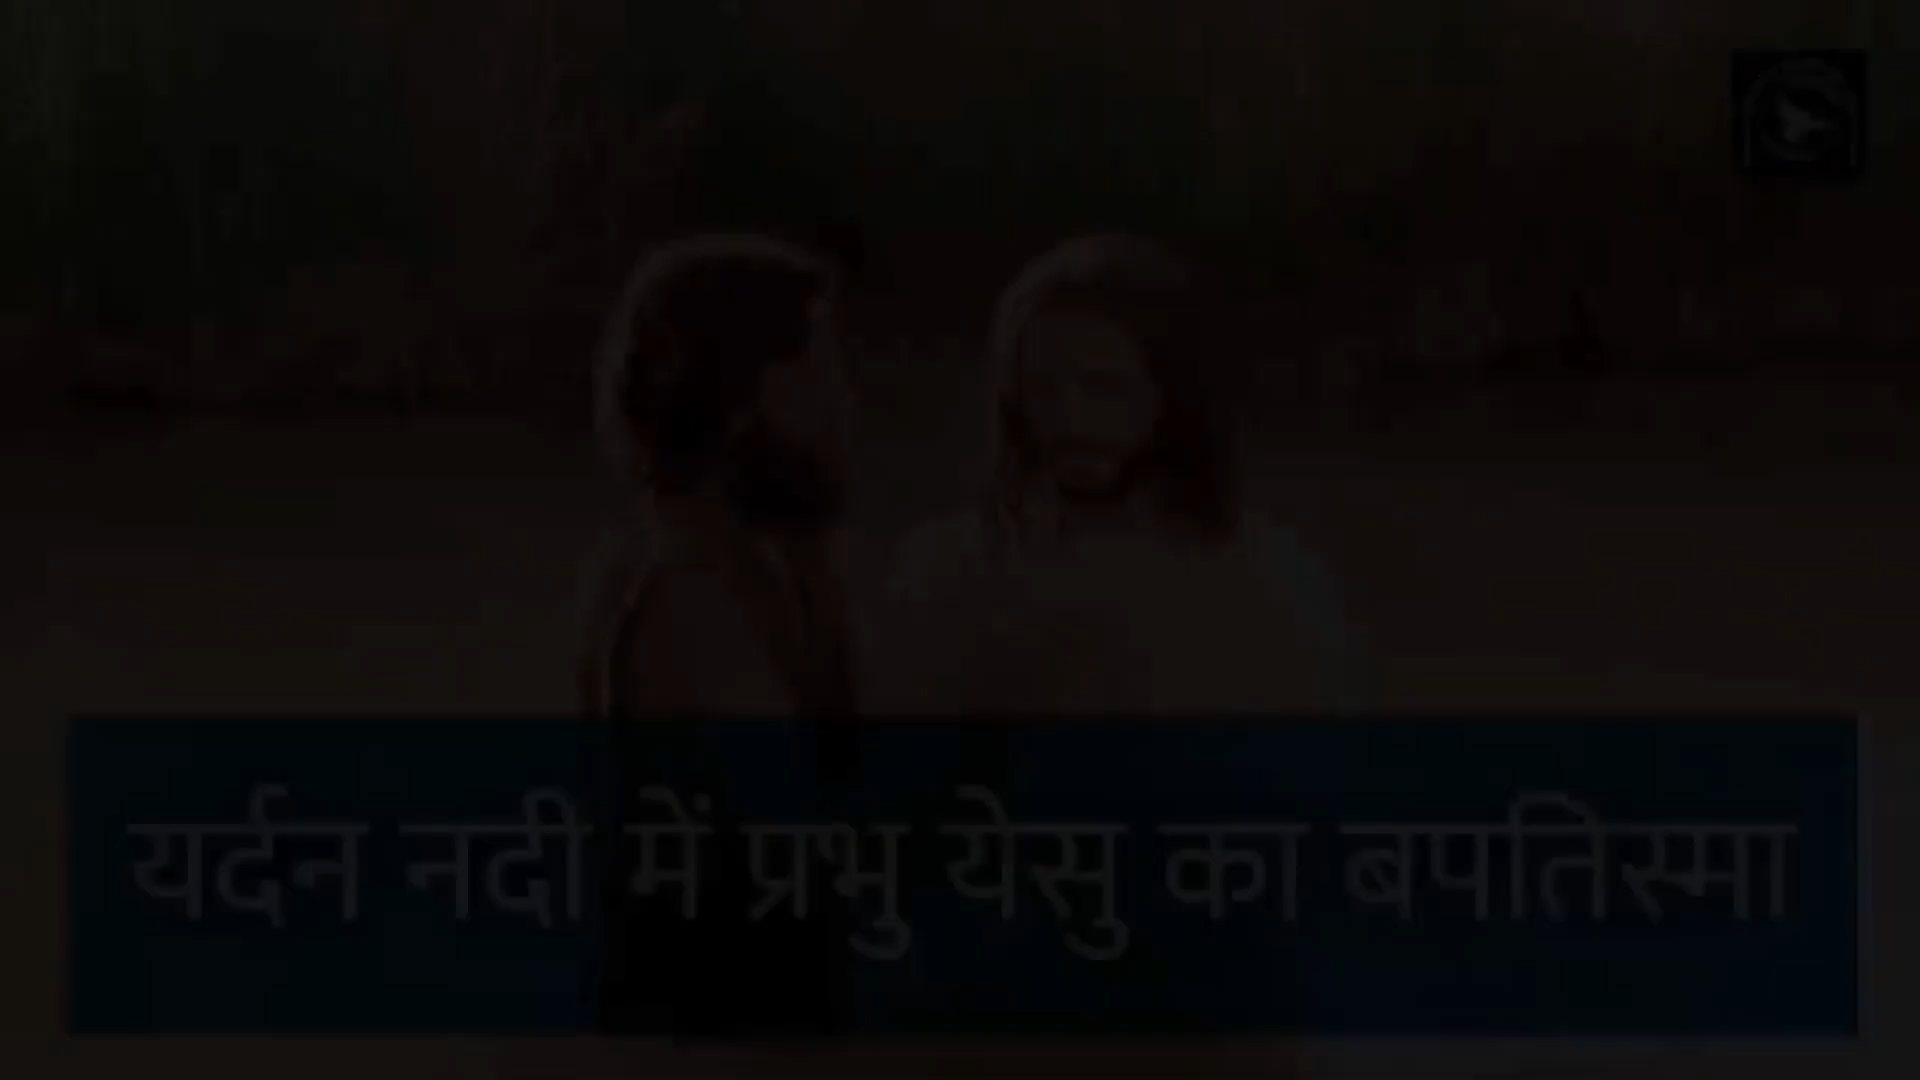 यर्दन नदी में प्रभु येसु का बपतिस्मा